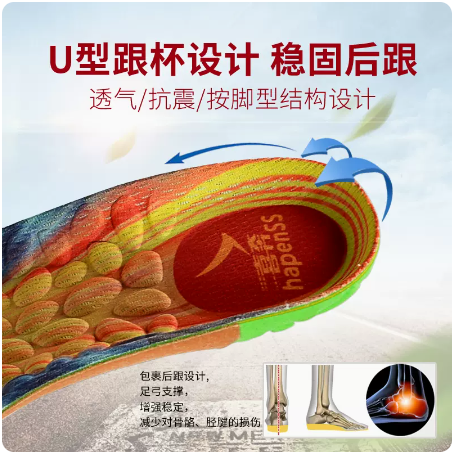 U型跟杯设计 稳固后跟
透气/抗震/按脚型结构设计
喜森
hapenss
包裹后跟设计,
足弓支撑,
增强稳定,
减少对骨骼、胫腱的损伤